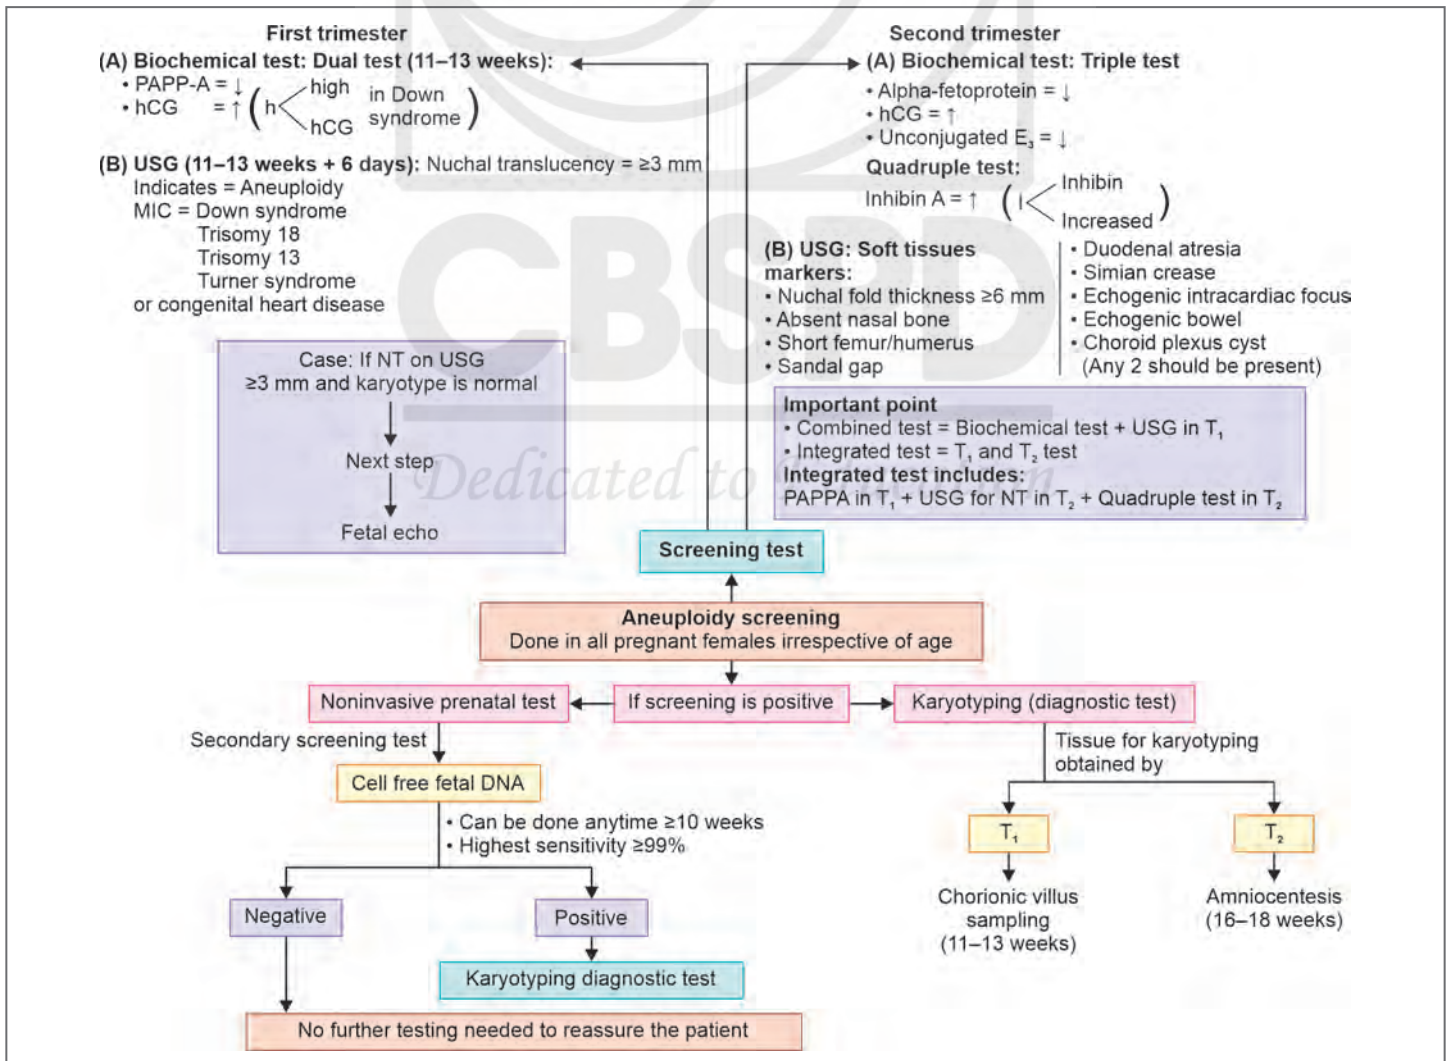 First trimester
(A) Biochemical test: Dual test (11–13 weeks):
• PAPP-A = ↓
• hCG = ↑ ( h < high hCG in Down syndrome )
(B) USG (11–13 weeks + 6 days): Nuchal translucency = ≥3 mm
Indicates = Aneuploidy
MIC = Down syndrome
Trisomy 18
Trisomy 13
Turner syndrome
or congenital heart disease
Case: If NT on USG
≥3 mm and karyotype is normal
Next step
Fetal echo
Second trimester
(A) Biochemical test: Triple test
• Alpha-fetoprotein = ↓
• hCG = ↑
• Unconjugated E₃ = ↓
Quadruple test:
Inhibin A = ↑ ( I < Inhibin Increased )
(B) USG: Soft tissues
markers:
• Nuchal fold thickness ≥6 mm
• Absent nasal bone
• Short femur/humerus
• Sandal gap
• Duodenal atresia
• Simian crease
• Echogenic intracardiac focus
• Echogenic bowel
• Choroid plexus cyst
(Any 2 should be present)
Important point
• Combined test = Biochemical test + USG in T₁
• Integrated test = T₁ and T₂ test
Integrated test includes:
PAPPA in T₁ + USG for NT in T₂ + Quadruple test in T₂
CBSPD
Dedicated to
Screening test
Aneuploidy screening
Done in all pregnant females irrespective of age
Noninvasive prenatal test
If screening is positive
Karyotyping (diagnostic test)
Secondary screening test
Cell free fetal DNA
• Can be done anytime ≥10 weeks
• Highest sensitivity ≥99%
Negative
Positive
Karyotyping diagnostic test
No further testing needed to reassure the patient
Tissue for karyotyping
obtained by
T₁
T₂
Chorionic villus
sampling
(11–13 weeks)
Amniocentesis
(16–18 weeks)